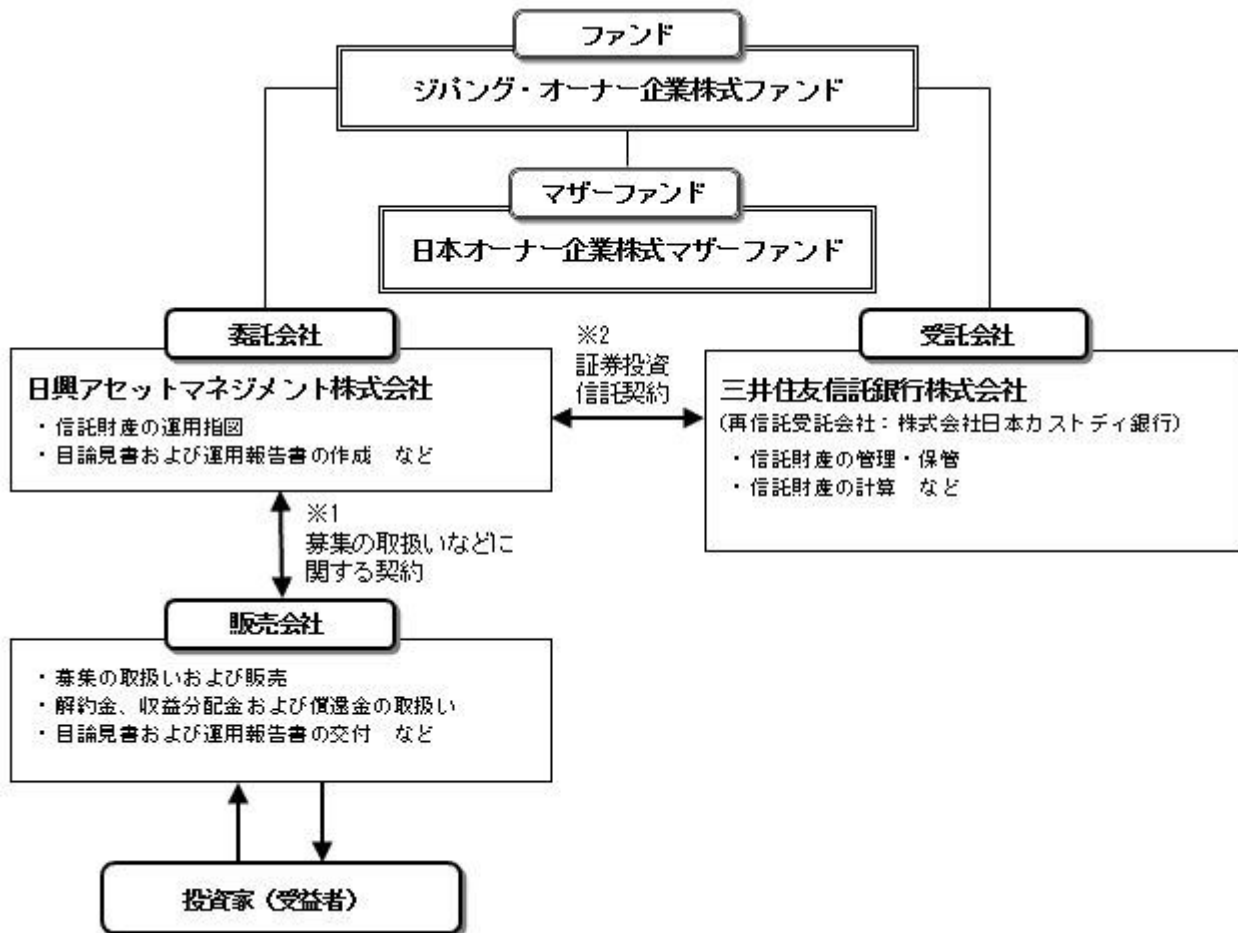 ファンド
ジパング・オーナー企業株式ファンド
マザーファンド
日本オーナー企業株式マザーファンド
委託会社
日興アセットマネジメント株式会社
・信託財産の運用指図
・目論見書および運用報告書の作成 など
※2
証券投資
信託契約
受託会社
三井住友信託銀行株式会社
(再信託受託会社:株式会社日本カストディ銀行)
・信託財産の管理・保管
・信託財産の計算 など
※1
募集の取扱いなどに
関する契約
販売会社
・募集の取扱いおよび販売
・解約金、収益分配金および償還金の取扱い
・目論見書および運用報告書の交付 など
投資家(受益者)